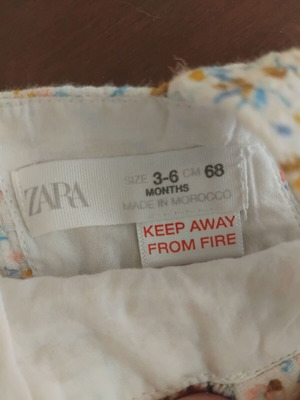 ZARA
SIZE 3-6 CM 68
MONTHS
MADE IN MOROCCO
KEEP AWAY
FROM FIRE